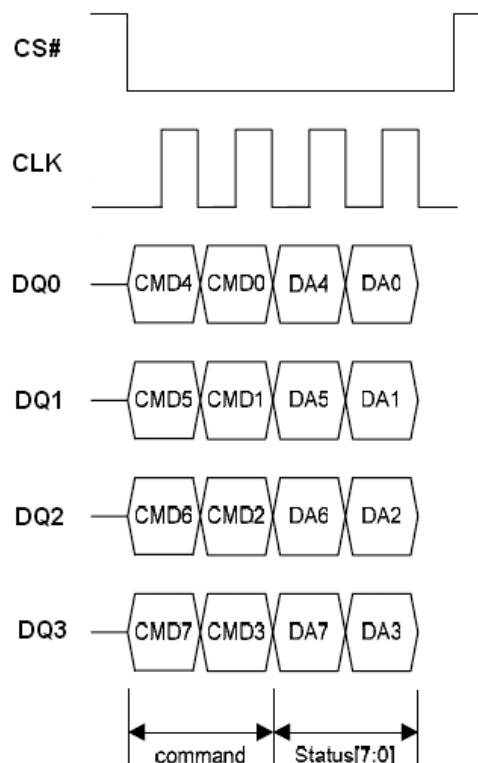 CS#
CLK
DQ0 CMD4 CMD0 DA4 DA0
DQ1 CMD5 CMD1 DA5 DA1
DQ2 CMD6 CMD2 DA6 DA2
DQ3 CMD7 CMD3 DA7 DA3
command Status[7:0]